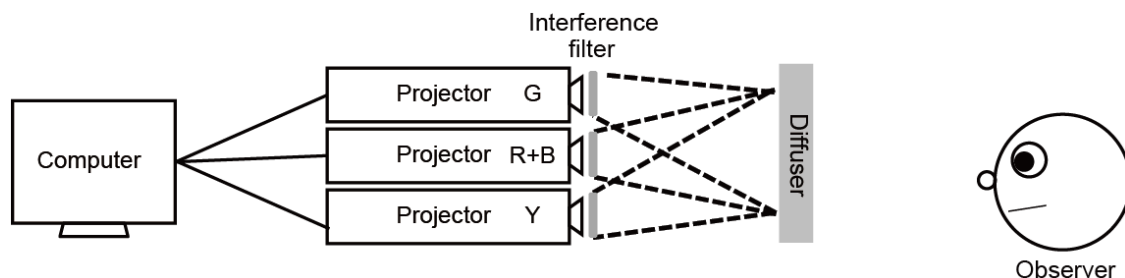 Interference
filter
Projector G
Computer
Projector R+B
Projector Y
Diffuser
Observer